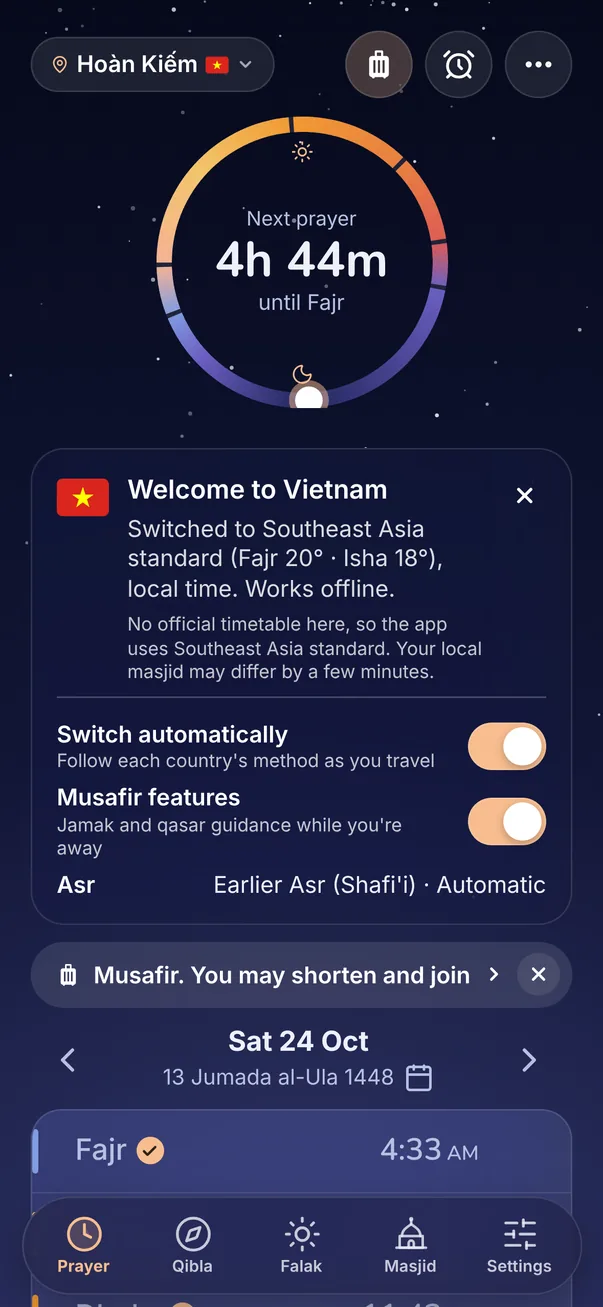 Hoàn Kiếm
Next prayer
4h 44m
until Fajr
Welcome to Vietnam
Switched to Southeast Asia
standard (Fajr 20° · Isha 18°),
local time. Works offline.
No official timetable here, so the app
uses Southeast Asia standard. Your local
masjid may differ by a few minutes.
Switch automatically
Follow each country's method as you travel
Musafir features
Jamak and qasar guidance while you're
away
Asr Earlier Asr (Shafi'i) · Automatic
Musafir. You may shorten and join
Sat 24 Oct
13 Jumada al-Ula 1448
Fajr 4:33 AM
Prayer Qibla Falak Masjid Settings